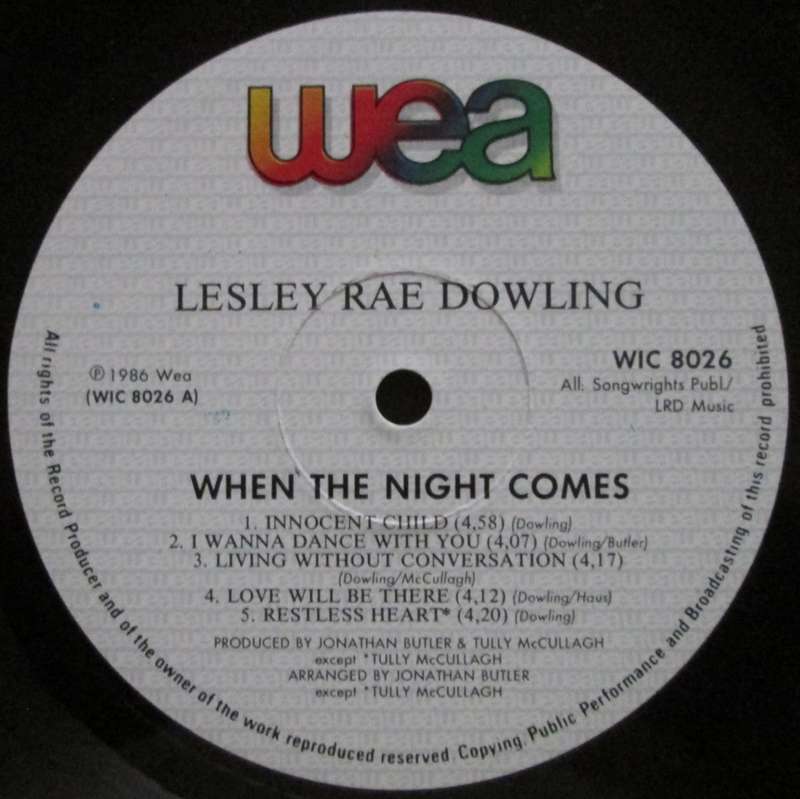 wea
LESLEY RAE DOWLING
℗ 1986 Wea
(WIC 8026 A)
WIC 8026
All. Songwrights Publ./
LRD Music
WHEN THE NIGHT COMES
1. INNOCENT CHILD (4,58) (Dowling)
2. I WANNA DANCE WITH YOU (4,07) (Dowling/Butler)
3. LIVING WITHOUT CONVERSATION (4,17)
(Dowling/McCullagh)
4. LOVE WILL BE THERE (4,12) (Dowling/Haus)
5. RESTLESS HEART* (4,20) (Dowling)
PRODUCED BY JONATHAN BUTLER & TULLY McCULLAGH
except *TULLY McCULLAGH
ARRANGED BY JONATHAN BUTLER
except *TULLY McCULLAGH
All rights of the Record Producer and of the owner of the work reproduced reserved. Copying, Public Performance and Broadcasting of this record prohibited